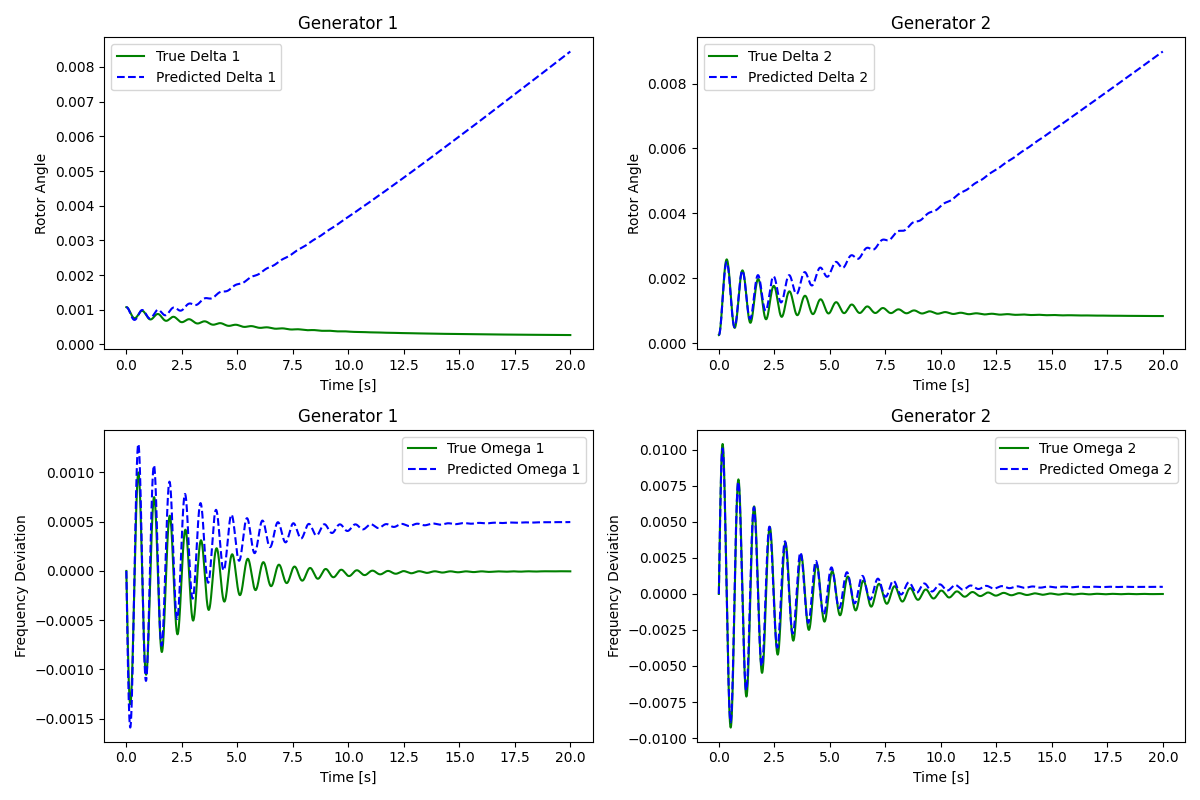 Generator 1
True Delta 1
Predicted Delta 1
Rotor Angle
0.008
0.007
0.006
0.005
0.004
0.003
0.002
0.001
0.000
0.0 2.5 5.0 7.5 10.0 12.5 15.0 17.5 20.0
Time [s]
Generator 2
True Delta 2
Predicted Delta 2
Rotor Angle
0.008
0.006
0.004
0.002
0.000
0.0 2.5 5.0 7.5 10.0 12.5 15.0 17.5 20.0
Time [s]
Generator 1
True Omega 1
Predicted Omega 1
Frequency Deviation
0.0010
0.0005
0.0000
−0.0005
−0.0010
−0.0015
0.0 2.5 5.0 7.5 10.0 12.5 15.0 17.5 20.0
Time [s]
Generator 2
True Omega 2
Predicted Omega 2
Frequency Deviation
0.0100
0.0075
0.0050
0.0025
0.0000
−0.0025
−0.0050
−0.0075
−0.0100
0.0 2.5 5.0 7.5 10.0 12.5 15.0 17.5 20.0
Time [s]